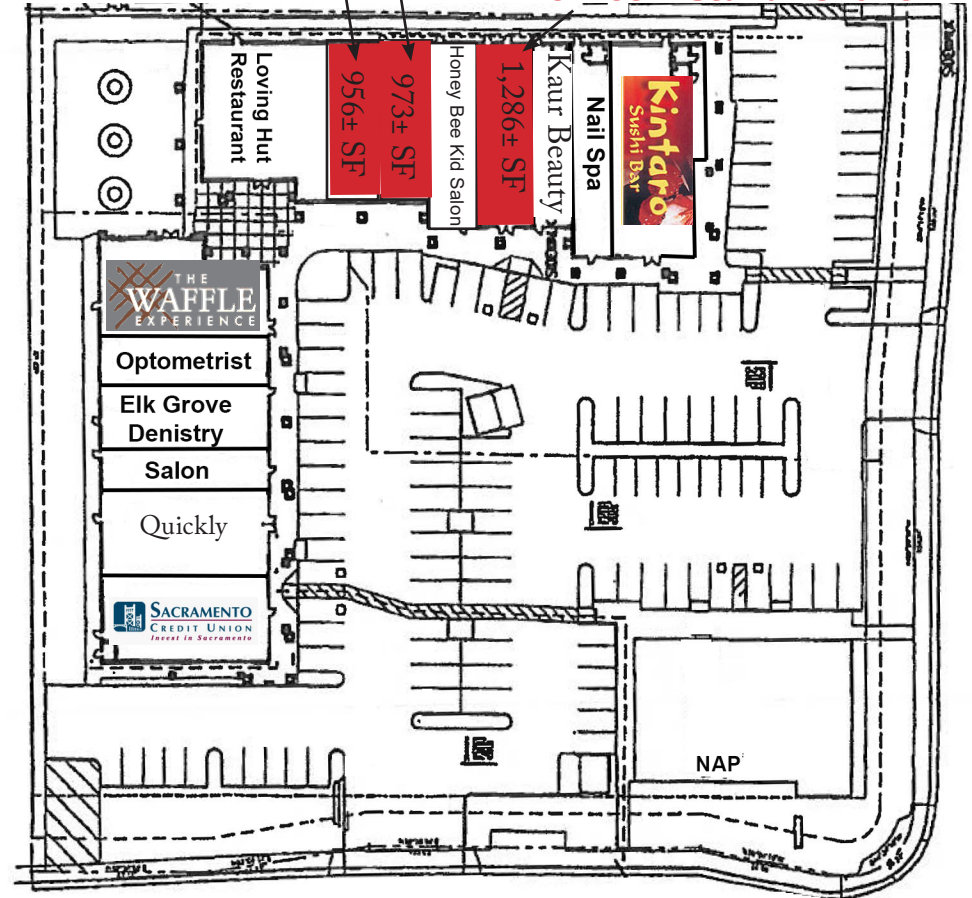 Loving Hut
Restaurant
956± SF
973± SF
Honey Bee Kid Salon
1,286± SF
Kaur Beauty
Nail Spa
Kintaro
Sushi Bar
THE
WAFFLE
EXPERIENCE
Optometrist
Elk Grove
Denistry
Salon
Quickly
SACRAMENTO
CREDIT UNION
Invest in Sacramento
NAP